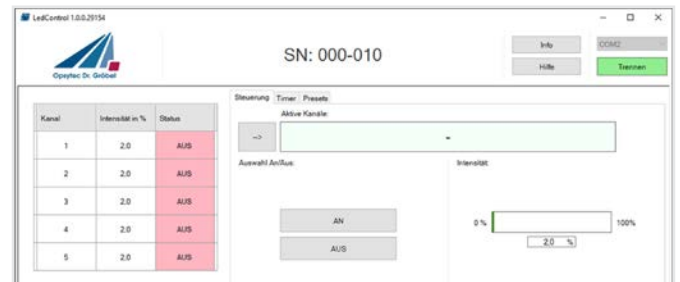 LedControl 1.0.0.29154
Opsytec Dr. Gröbel
SN: 000-010
Info
Hilfe
COM2
Trennen
Kanal
Intensität in %
Status
1
2,0
AUS
2
2,0
AUS
3
2,0
AUS
4
2,0
AUS
5
2,0
AUS
Steuerung
Timer
Presets
Aktive Kanäle:
-->
-
Auswahl An/Aus:
AN
AUS
Intensität:
0 %
100%
2,0 %